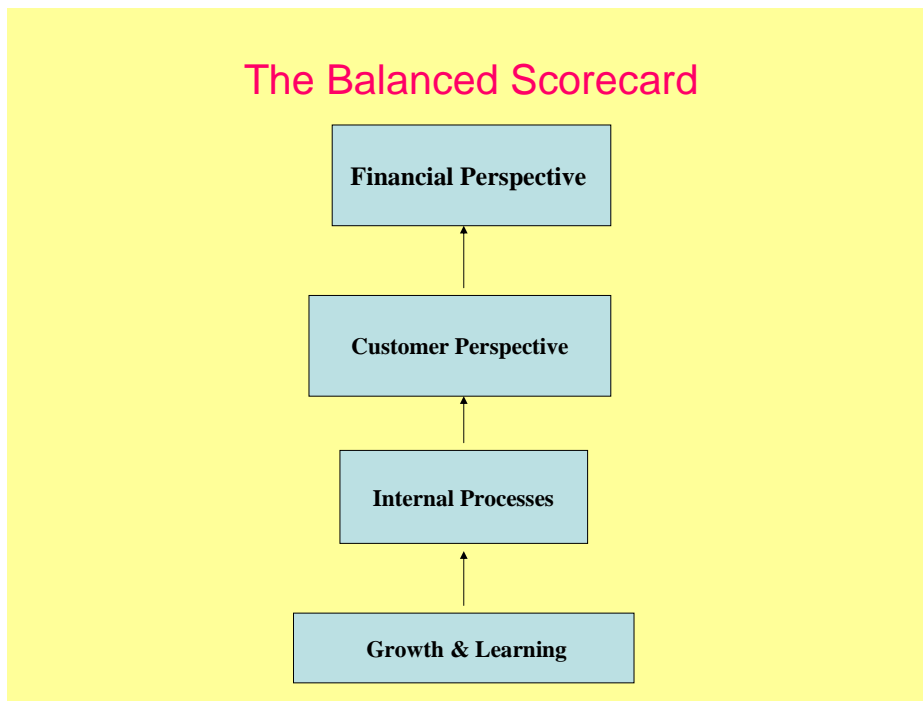 The Balanced Scorecard
Financial Perspective
Customer Perspective
Internal Processes
Growth & Learning